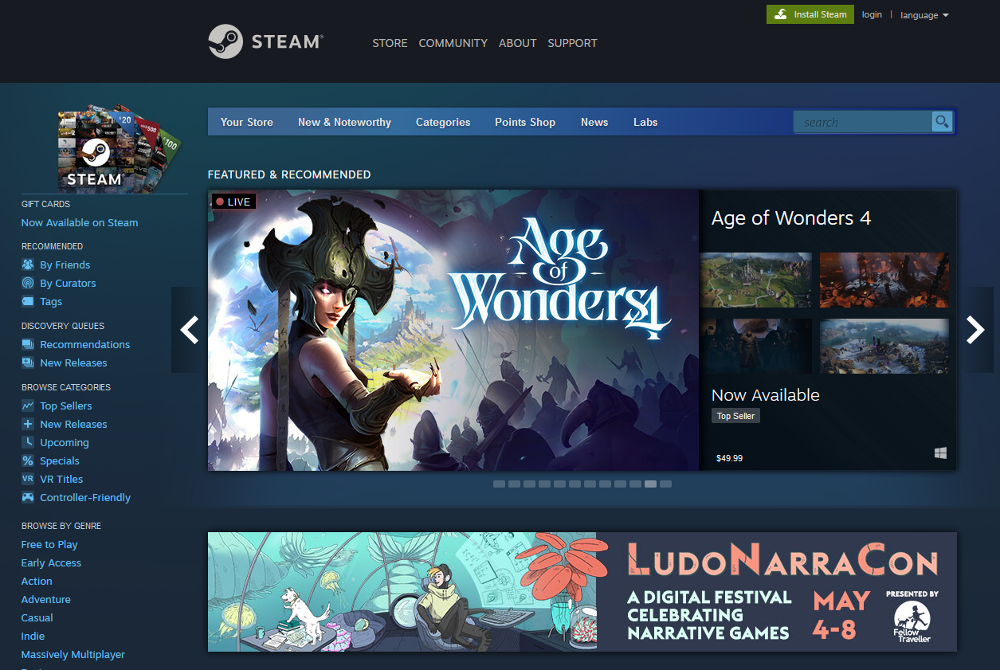 Install Steam
login
language
STEAM®
STORE
COMMUNITY
ABOUT
SUPPORT
Your Store
New & Noteworthy
Categories
Points Shop
News
Labs
search
$20
500
$100
STEAM
GIFT CARDS
Now Available on Steam
RECOMMENDED
By Friends
By Curators
Tags
DISCOVERY QUEUES
Recommendations
New Releases
BROWSE CATEGORIES
Top Sellers
New Releases
Upcoming
Specials
VR VR Titles
Controller-Friendly
BROWSE BY GENRE
Free to Play
Early Access
Action
Adventure
Casual
Indie
Massively Multiplayer
FEATURED & RECOMMENDED
LIVE
Age
of
Wonders 4
Age of Wonders 4
Now Available
Top Seller
$49.99
LUDONARRACON
A DIGITAL FESTIVAL
CELEBRATING
NARRATIVE GAMES
MAY
4-8
PRESENTED BY
Fellow
Traveller